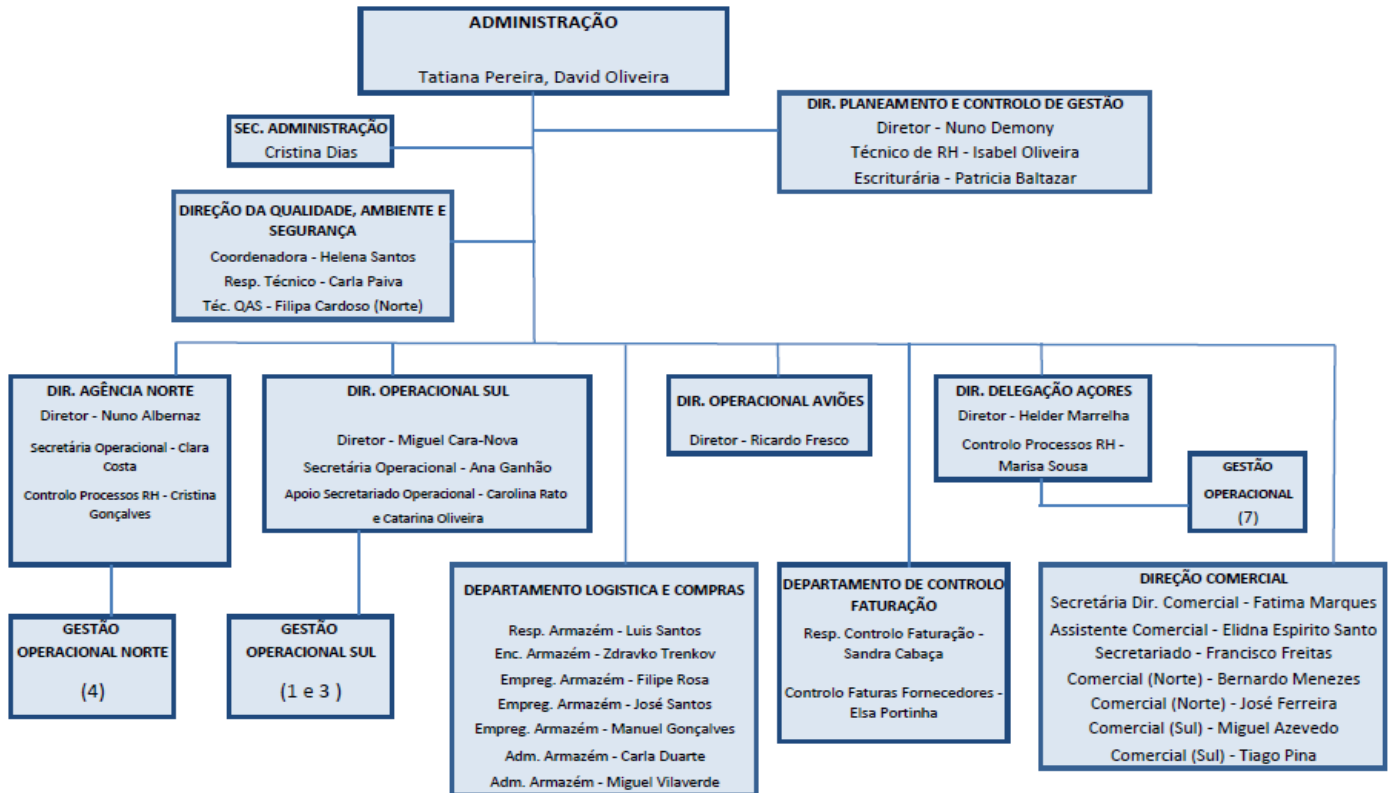 ADMINISTRAÇÃO
Tatiana Pereira, David Oliveira
SEC. ADMINISTRAÇÃO
Cristina Dias
DIR. PLANEAMENTO E CONTROLO DE GESTÃO
Diretor - Nuno Demony
Técnico de RH - Isabel Oliveira
Escriturária - Patricia Baltazar
DIREÇÃO DA QUALIDADE, AMBIENTE E
SEGURANÇA
Coordenadora - Helena Santos
Resp. Técnico - Carla Paiva
Téc. QAS - Filipa Cardoso (Norte)
DIR. AGÊNCIA NORTE
Diretor - Nuno Albernaz
Secretária Operacional - Clara
Costa
Controlo Processos RH - Cristina
Gonçalves
DIR. OPERACIONAL SUL
Diretor - Miguel Cara-Nova
Secretária Operacional - Ana Ganhão
Apoio Secretariado Operacional - Carolina Rato
e Catarina Oliveira
DIR. OPERACIONAL AVIÕES
Diretor - Ricardo Fresco
DIR. DELEGAÇÃO AÇORES
Diretor - Helder Marrelha
Controlo Processos RH -
Marisa Sousa
GESTÃO
OPERACIONAL
(7)
GESTÃO
OPERACIONAL NORTE
(4)
GESTÃO
OPERACIONAL SUL
(1 e 3 )
DEPARTAMENTO LOGISTICA E COMPRAS
Resp. Armazém - Luis Santos
Enc. Armazém - Zdravko Trenkov
Empreg. Armazém - Filipe Rosa
Empreg. Armazém - José Santos
Empreg. Armazém - Manuel Gonçalves
Adm. Armazém - Carla Duarte
Adm. Armazém - Miguel Vilaverde
DEPARTAMENTO DE CONTROLO
FATURAÇÃO
Resp. Controlo Faturação -
Sandra Cabaça
Controlo Faturas Fornecedores -
Elsa Portinha
DIREÇÃO COMERCIAL
Secretária Dir. Comercial - Fatima Marques
Assistente Comercial - Elidna Espirito Santo
Secretariado - Francisco Freitas
Comercial (Norte) - Bernardo Menezes
Comercial (Norte) - José Ferreira
Comercial (Sul) - Miguel Azevedo
Comercial (Sul) - Tiago Pina